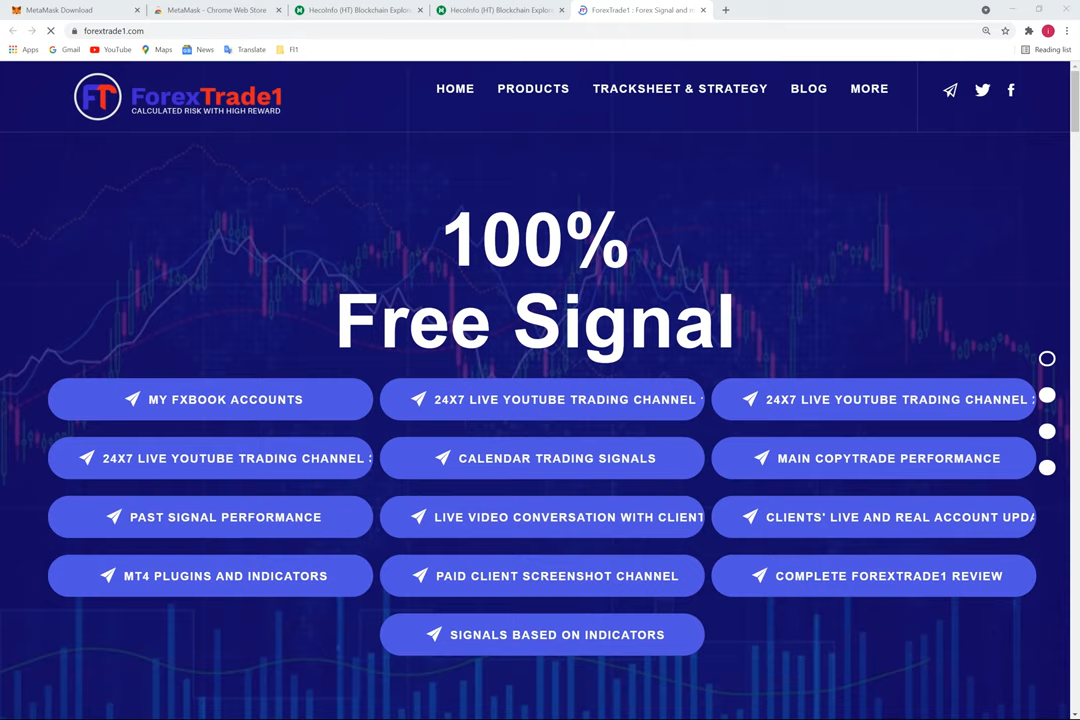 MetaMask Download
MetaMask - Chrome Web Store
HecoInfo (HT) Blockchain Explor
HecoInfo (HT) Blockchain Explor
ForexTrade1 : Forex Signal and m
forextrade1.com
Apps
Gmail
YouTube
Maps
News
Translate
FI1
Reading list
FT
ForexTrade1
CALCULATED RISK WITH HIGH REWARD
HOME
PRODUCTS
TRACKSHEET & STRATEGY
BLOG
MORE
100%
Free Signal
MY FXBOOK ACCOUNTS
24X7 LIVE YOUTUBE TRADING CHANNEL
24X7 LIVE YOUTUBE TRADING CHANNEL
24X7 LIVE YOUTUBE TRADING CHANNEL
CALENDAR TRADING SIGNALS
MAIN COPYTRADE PERFORMANCE
PAST SIGNAL PERFORMANCE
LIVE VIDEO CONVERSATION WITH CLIENT
CLIENTS' LIVE AND REAL ACCOUNT UPDA
MT4 PLUGINS AND INDICATORS
PAID CLIENT SCREENSHOT CHANNEL
COMPLETE FOREXTRADE1 REVIEW
SIGNALS BASED ON INDICATORS